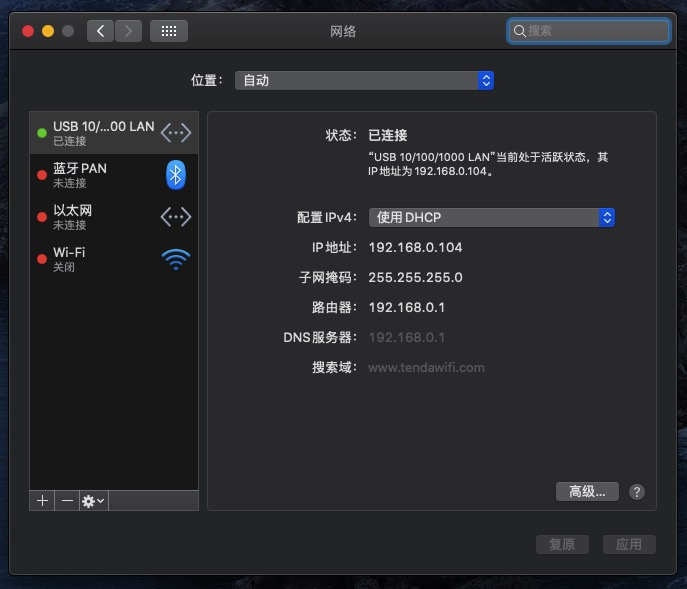 网络
搜索
位置：
自动
USB 10/...00 LAN
已连接
蓝牙 PAN
未连接
以太网
未连接
Wi-Fi
关闭
状态：
已连接
“USB 10/100/1000 LAN”当前处于活跃状态，其
IP 地址为 192.168.0.104。
配置 IPv4：
使用 DHCP
IP 地址：
192.168.0.104
子网掩码：
255.255.255.0
路由器：
192.168.0.1
DNS 服务器：
192.168.0.1
搜索域：
www.tendawifi.com
高级...
?
复原
应用